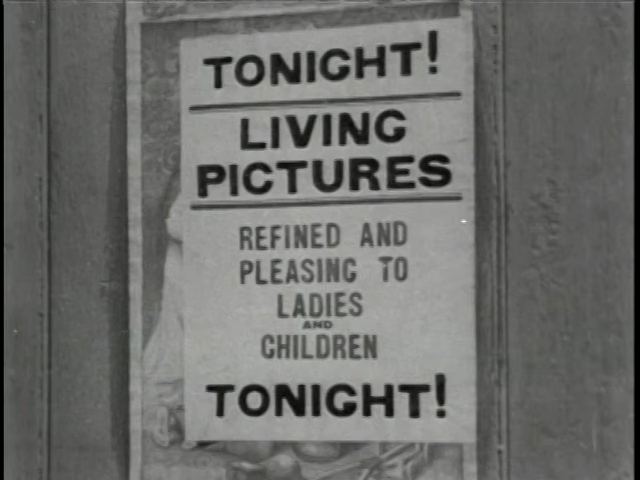 TONIGHT!
LIVING
PICTURES
REFINED AND
PLEASING TO
LADIES
AND
CHILDREN
TONIGHT!